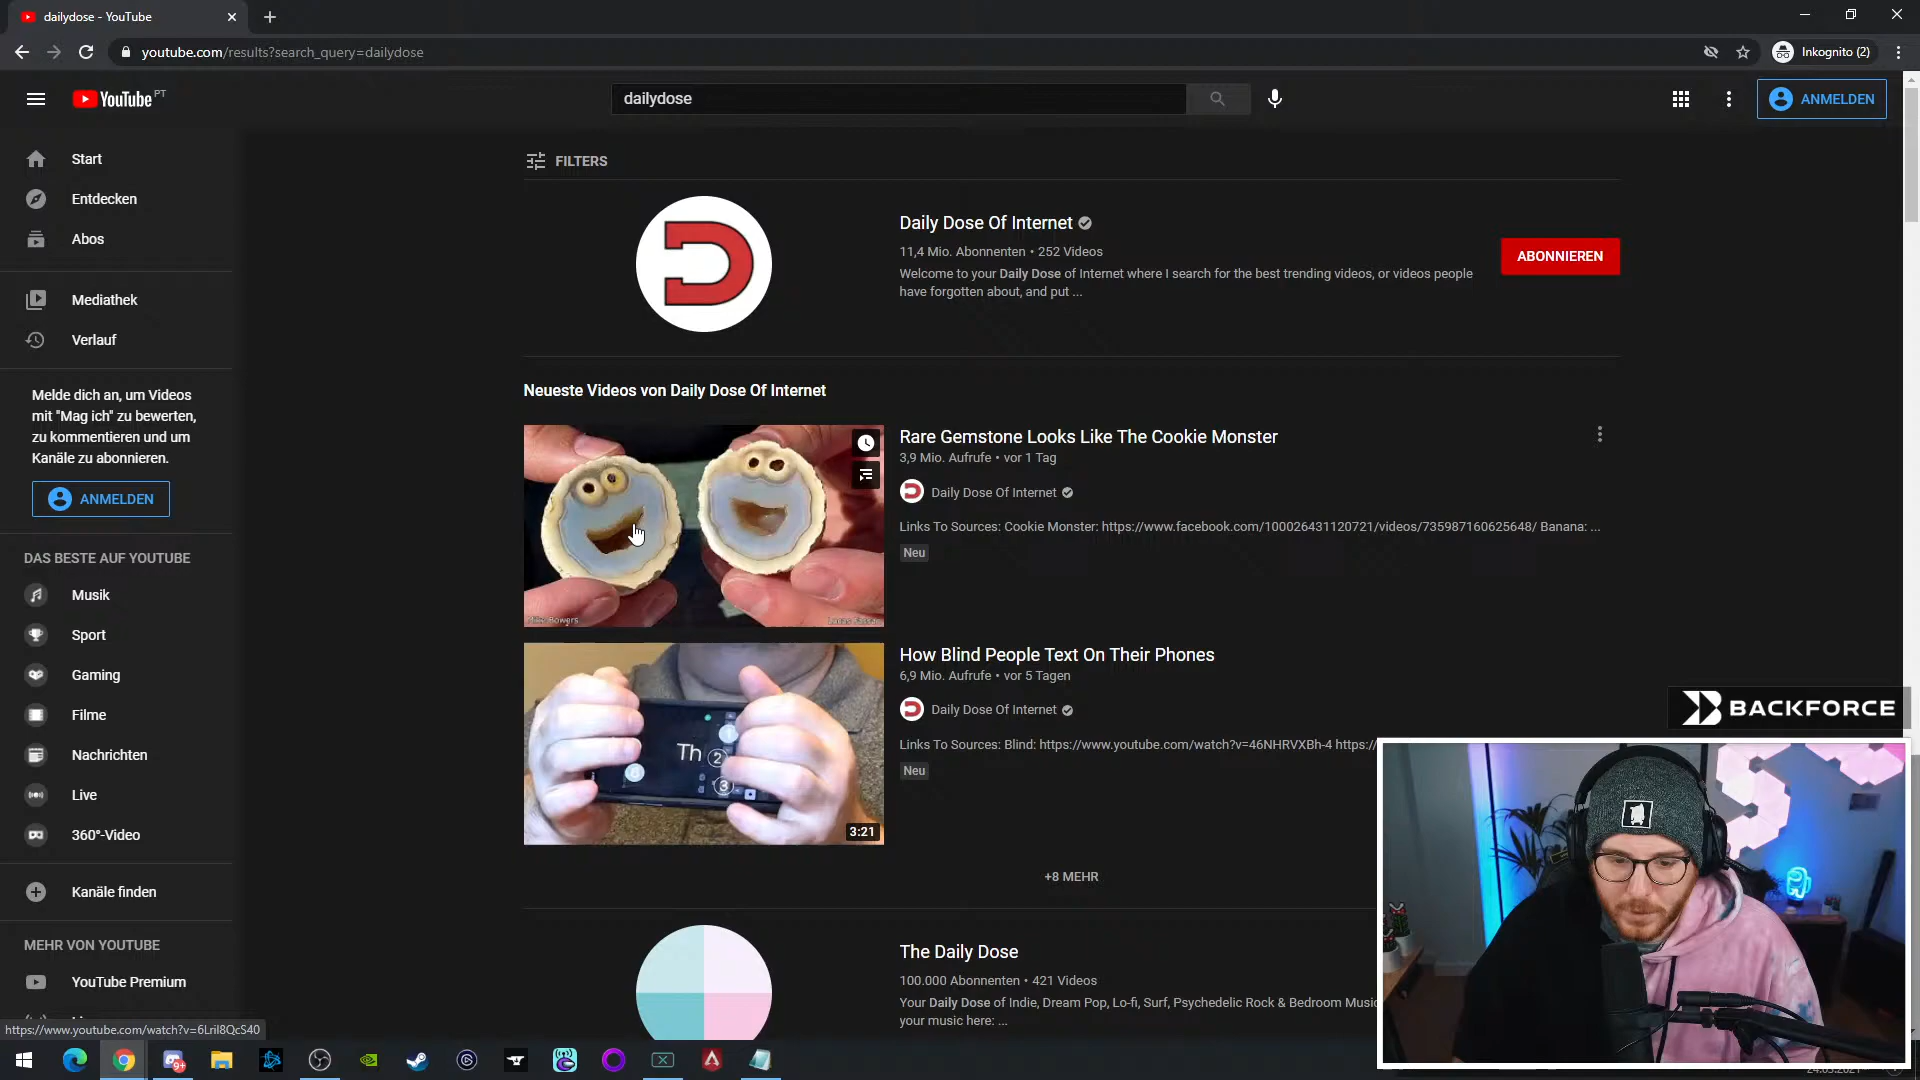 dailydose - YouTube
youtube.com/results?search_query=dailydose
Inkognito (2)
YouTube PT
dailydose
ANMELDEN
Start
Entdecken
Abos
Mediathek
Verlauf
Melde dich an, um Videos
mit "Mag ich" zu bewerten,
zu kommentieren und um
Kanäle zu abonnieren.
ANMELDEN
DAS BESTE AUF YOUTUBE
Musik
Sport
Gaming
Filme
Nachrichten
Live
360°-Video
Kanäle finden
MEHR VON YOUTUBE
YouTube Premium
https://www.youtube.com/watch?v=6Lril8QcS40
FILTERS
Daily Dose Of Internet
11,4 Mio. Abonnenten • 252 Videos
Welcome to your Daily Dose of Internet where I search for the best trending videos, or videos people
have forgotten about, and put ...
ABONNIEREN
Neueste Videos von Daily Dose Of Internet
Mike Bowers
Rare Gemstone Looks Like The Cookie Monster
3,9 Mio. Aufrufe • vor 1 Tag
Daily Dose Of Internet
Links To Sources: Cookie Monster: https://www.facebook.com/100026431120721/videos/735987160625648/ Banana: ...
Neu
Th
2
3
3:21
How Blind People Text On Their Phones
6,9 Mio. Aufrufe • vor 5 Tagen
Daily Dose Of Internet
Links To Sources: Blind: https://www.youtube.com/watch?v=46NHRVXBh-4 https:/
Neu
+8 MEHR
The Daily Dose
100.000 Abonnenten • 421 Videos
Your Daily Dose of Indie, Dream Pop, Lo-fi, Surf, Psychedelic Rock & Bedroom Music
your music here: ...
BACKFORCE
9+